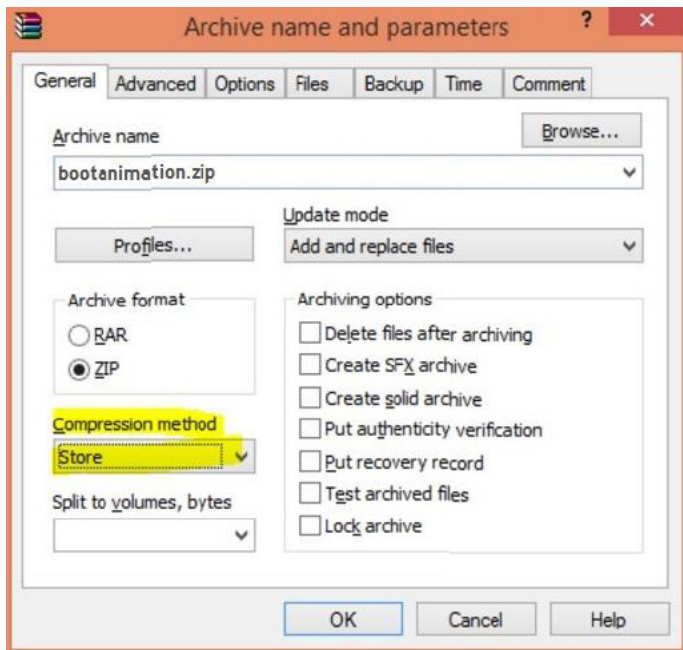 Archive name and parameters ? ×
General Advanced Options Files Backup Time Comment
Archive name
Browse...
bootanimation.zip
Update mode
Profiles...
Add and replace files
Archive format
RAR
ZIP
Compression method
Store
Split to volumes, bytes
Archiving options
Delete files after archiving
Create SFX archive
Create solid archive
Put authenticity verification
Put recovery record
Test archived files
Lock archive
OK Cancel Help